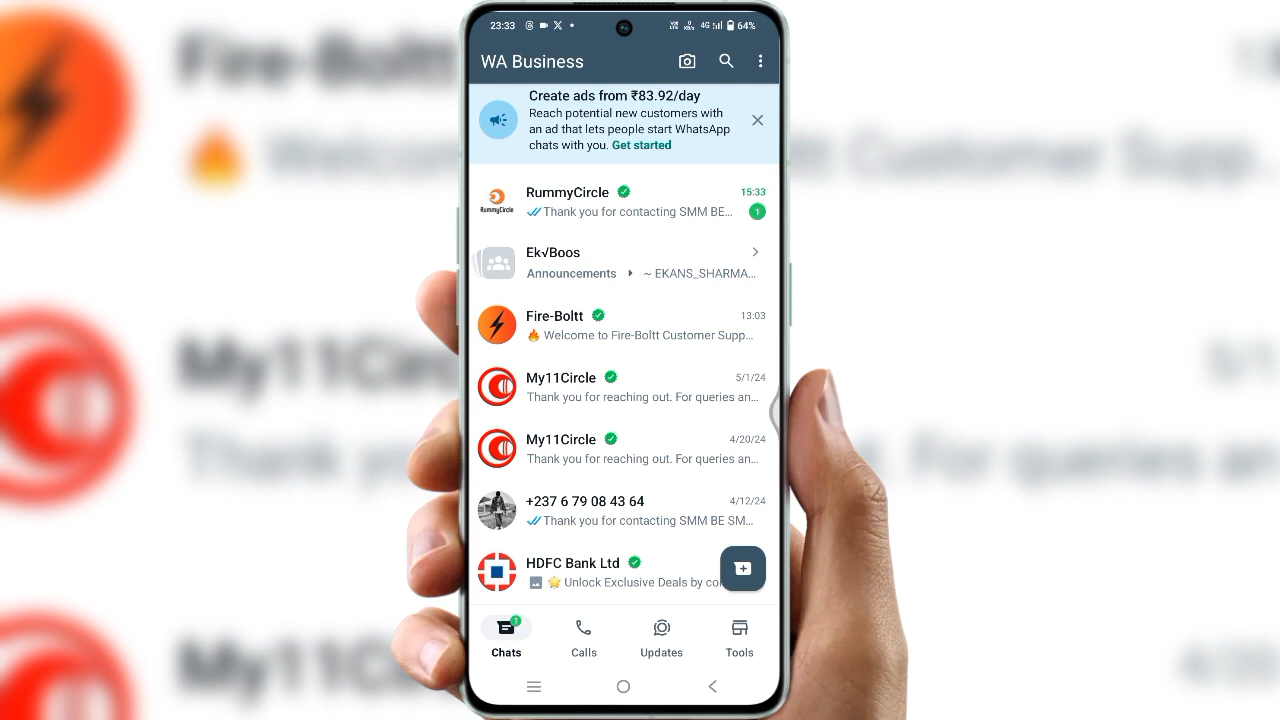 23:33
4G
64%
WA Business
Create ads from ₹83.92/day
Reach potential new customers with
an ad that lets people start WhatsApp
chats with you. Get started
RummyCircle
15:33
Thank you for contacting SMM BE...
1
RummyCircle
Ek√Boos
Announcements ~ EKANS_SHARMA...
Fire-Boltt
13:03
Welcome to Fire-Boltt Customer Supp...
My11Circle
5/1/24
Thank you for reaching out. For queries an...
My11Circle
4/20/24
Thank you for reaching out. For queries an...
+237 6 79 08 43 64
4/12/24
Thank you for contacting SMM BE SM...
HDFC Bank Ltd
Unlock Exclusive Deals by co
1
Chats
Calls
Updates
Tools